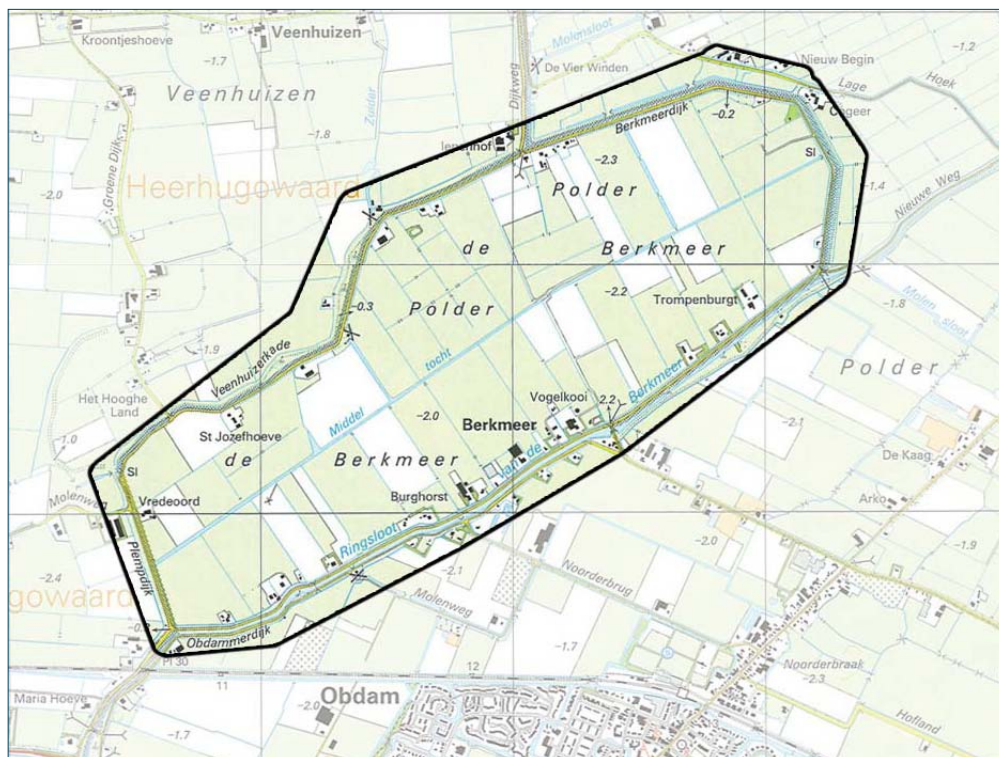 Kroontjeshoeve
Veenhuizen
-1.7
Molensloot
Nieuw Begin
-1.2
De Vier Winden
Lage
Hoek
Veenhuizen
Zuider
Dijkweg
Berkmeerdijk
-0.2
-1.8
Groene Dijk
-2.0
SI
-2.3
Polder
-1.4
Nieuwe Weg
Heerhugowaard
de
Berkmeer
-2.2
Trompenburgt
-0.3
Polder
-1.8
Molen
sloot
-1.9
Veenhuizerkade
tocht
Polder
Het Hooghe
Land
Middel
-2.0
Vogelkooi
Berkmeer
2.2
-1.0
St Jozefhoeve
Berkmeer
van de
De Kaag
SI
de
Berkmeer
Burghorst
Arko
Molenweg
Vredeoord
Ringsloot
-2.0
-1.9
-2.4
Plempdijk
-2.1
Noorderbrug
Molenweg
gowaard
-1.7
Obdammerdijk
Pl 30
12
11
Noorderbraak
-2.3
Maria Hoeve
-2.0
Obdam
3
Hofland